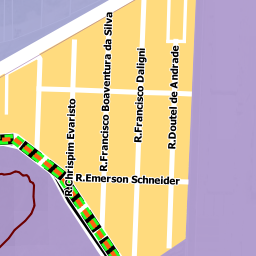 R.Crispim Evaristo
R.Francisco Boaventura da Silva
R.Francisco Daligni
R.Doutel de Andrade
R.Emerson Schneider